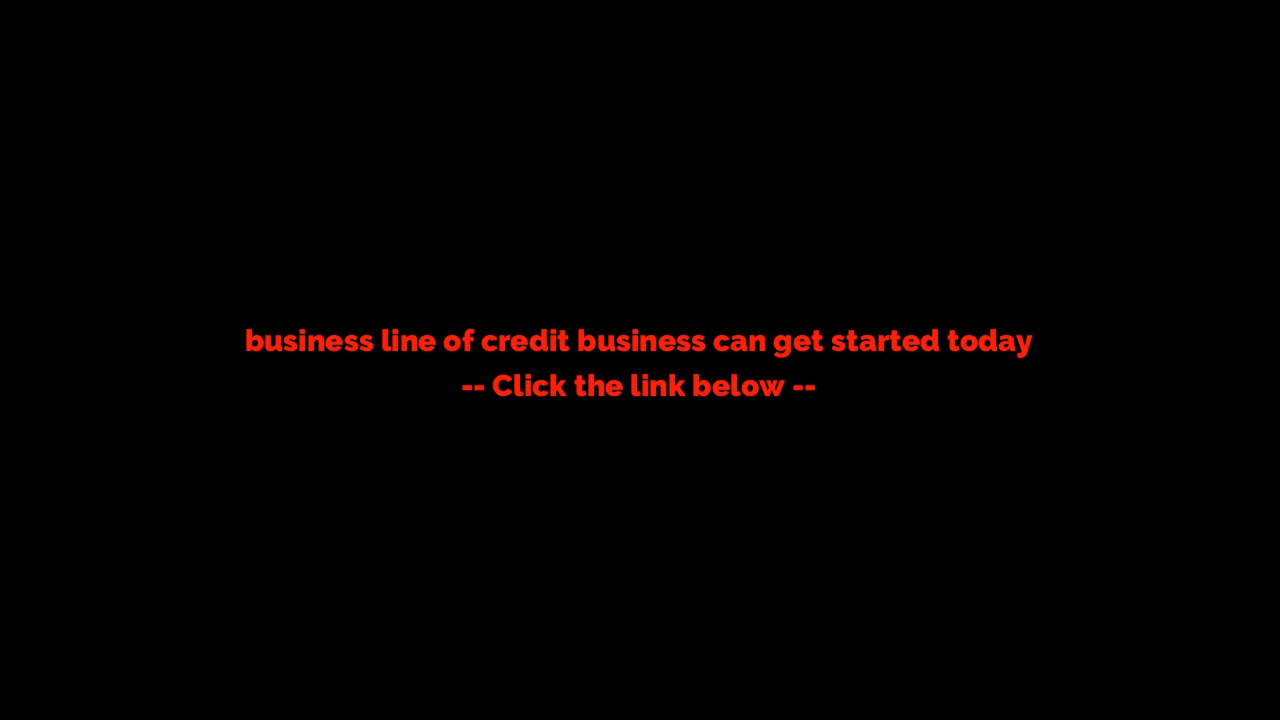 business line of credit business can get started today
-- Click the link below --